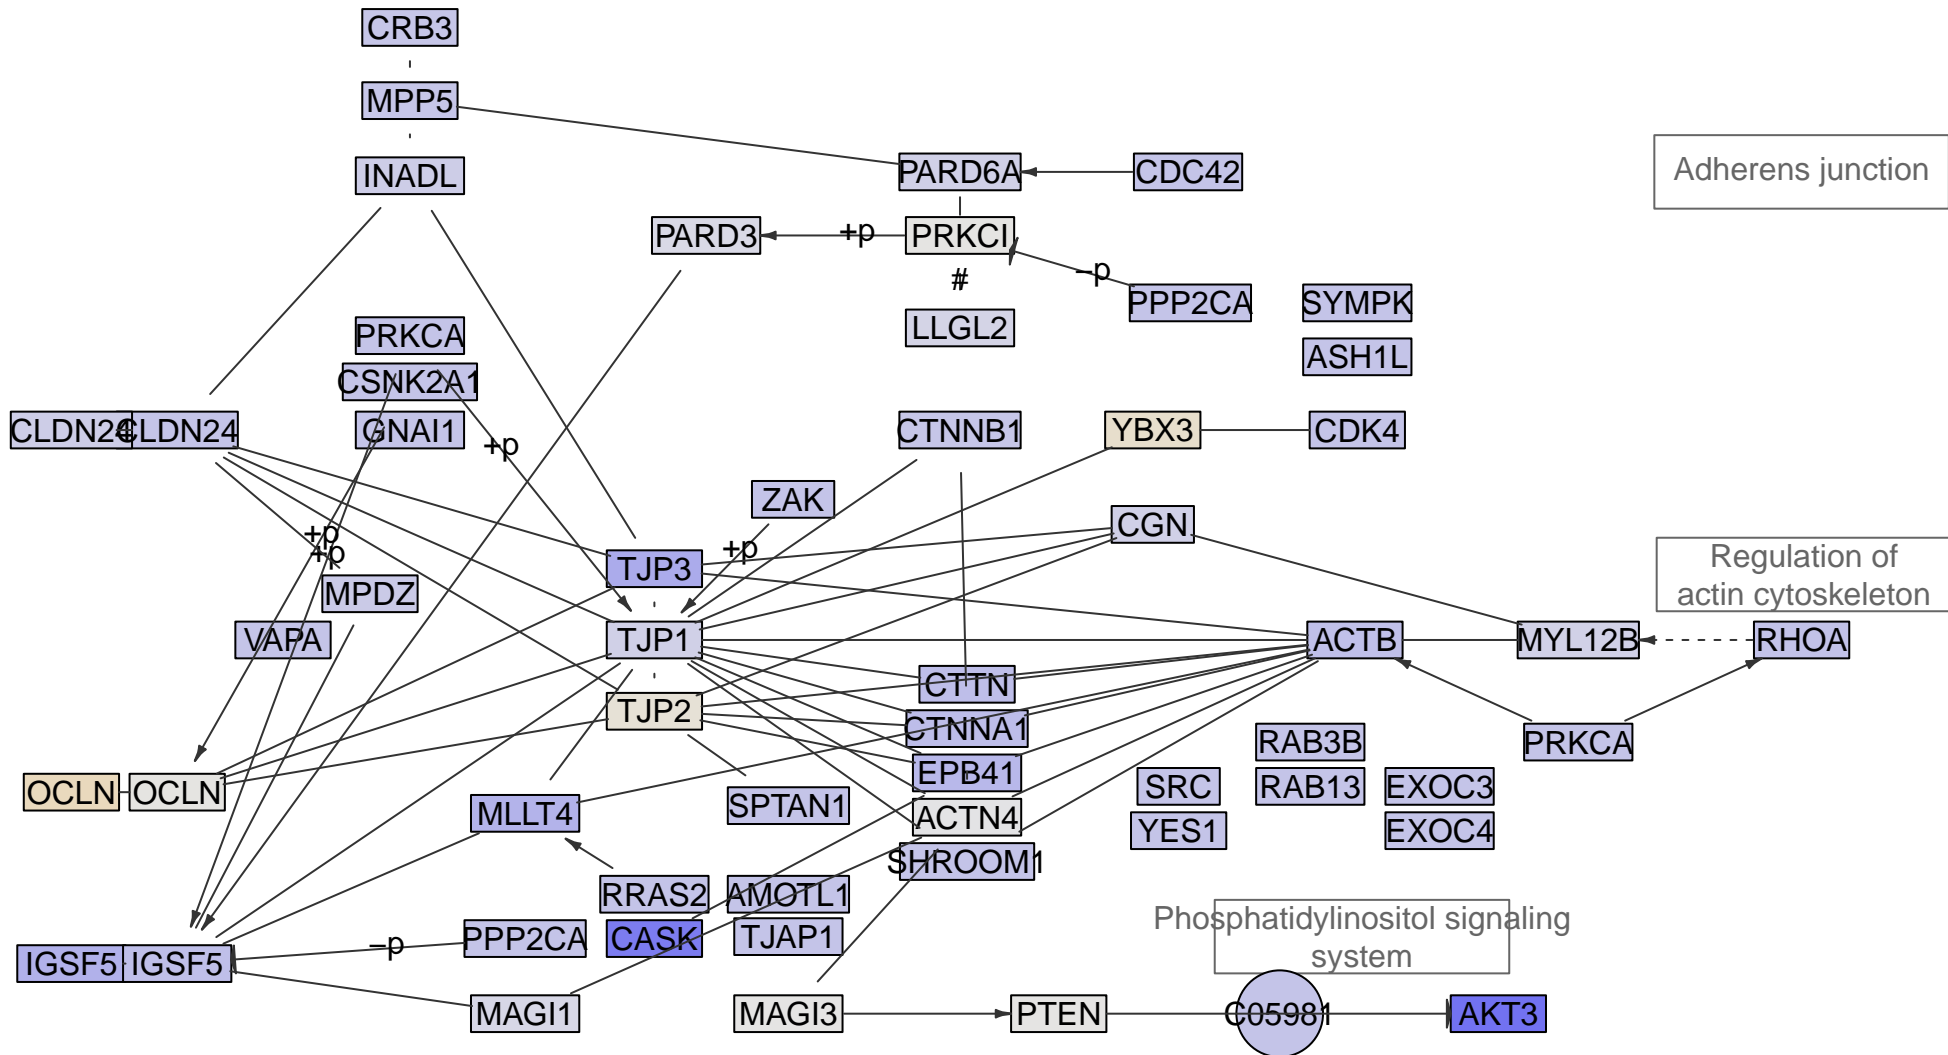 CRB3
MPP5
INADL
PARD6A
CDC42
Adherens junction
PARD3
+p
PRKCI
#
–p
PPP2CA
SYMPK
LLGL2
PRKCA
ASH1L
CSNK2A1
CLDN24
CLDN24
GNAI1
+p
CTNNB1
YBX3
CDK4
ZAK
CGN
+p
+p
+p
TJP3
MPDZ
Regulation of
actin cytoskeleton
VAPA
TJP1
ACTB
MYL12B
RHOA
CTTN
TJP2
CTNNA1
RAB3B
PRKCA
EPB41
OCLN
OCLN
MLLT4
SPTAN1
SRC
RAB13
EXOC3
ACTN4
YES1
EXOC4
SHROOM1
RRAS2
AMOTL1
Phosphatidylinositol signaling
system
PPP2CA
CASK
TJAP1
–p
IGSF5
IGSF5
MAGI1
MAGI3
PTEN
C05981
AKT3